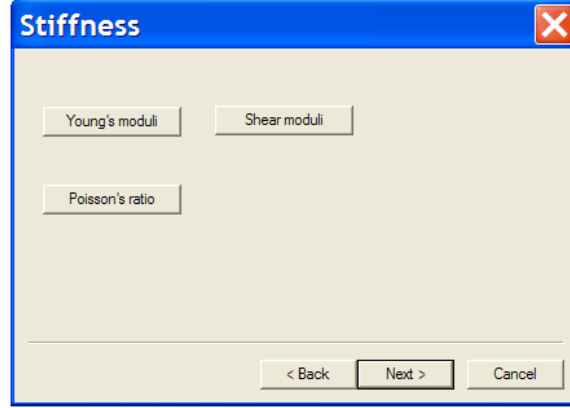 Stiffness
Young's moduli
Shear moduli
Poisson's ratio
< Back
Next >
Cancel